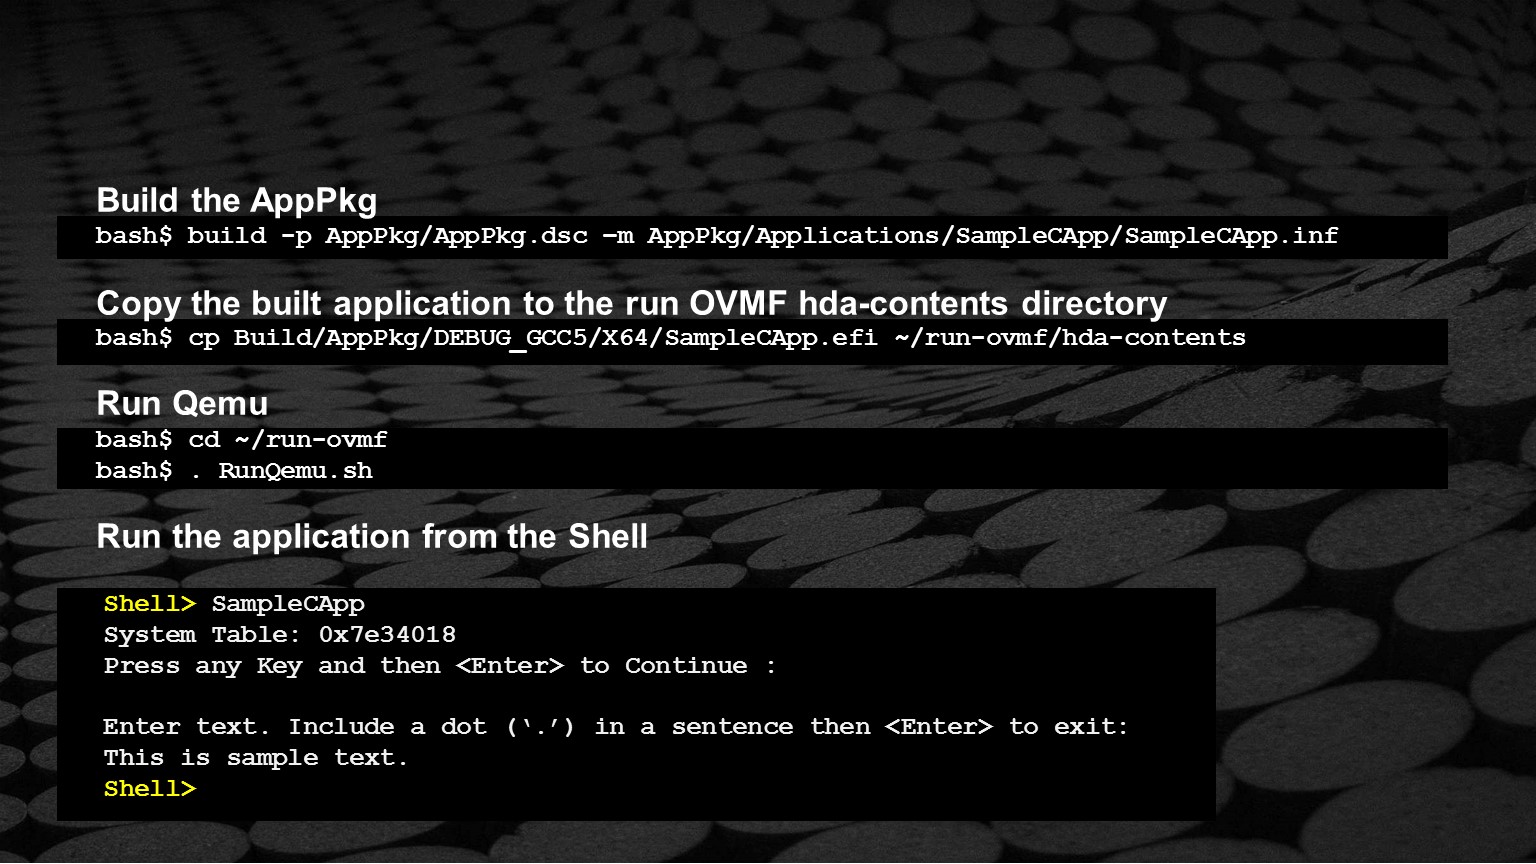 Build the AppPkg
bash$ build -p AppPkg/AppPkg.dsc –m AppPkg/Applications/SampleCApp/SampleCApp.inf
Copy the built application to the run OVMF hda-contents directory
bash$ cp Build/AppPkg/DEBUG_GCC5/X64/SampleCApp.efi ~/run-ovmf/hda-contents
Run Qemu
bash$ cd ~/run-ovmf
bash$ . RunQemu.sh
Run the application from the Shell
Shell> SampleCApp
System Table: 0x7e34018
Press any Key and then <Enter> to Continue :
Enter text. Include a dot (‘.’) in a sentence then <Enter> to exit:
This is sample text.
Shell>